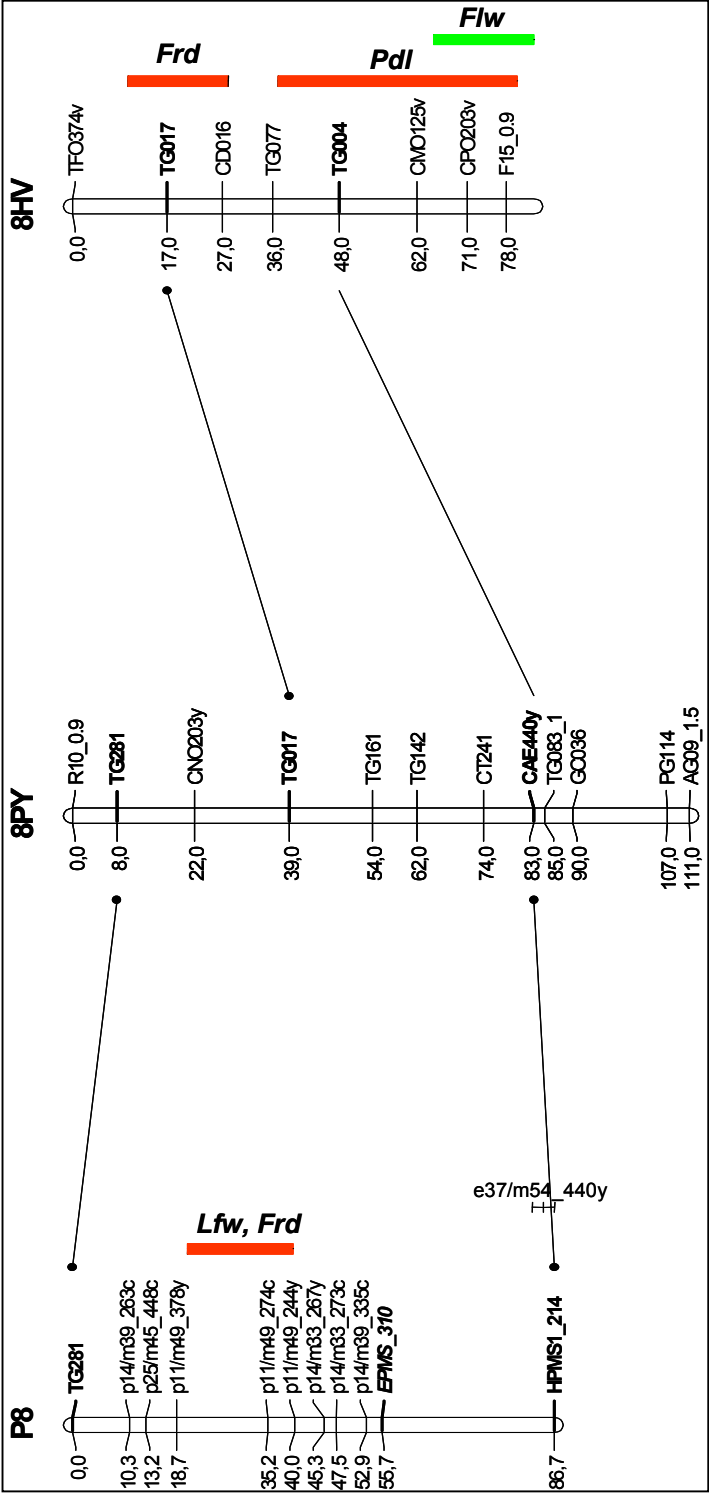 P8
0,0 TG281
10,3 p14/m39_263c
13,2 p25/m45_448c
18,7 p11/m49_378y
35,2 p11/m49_274c
40,0 p11/m49_244y
45,3 p14/m33_267y
47,5 p14/m33_273c
52,9 p14/m39_335c
55,7 EPMS_310
86,7 HPMS1_214
Lfw, Frd
e37/m54_440y
8PY
0,0 R10_0.9
8,0 TG281
22,0 CNO203y
39,0 TG017
54,0 TG161
62,0 TG142
74,0 CT241
83,0 CAE440y
85,0 TG083_1
90,0 GC036
107,0 PG114
111,0 AG09_1.5
8HV
0,0 TFO374v
17,0 TG017
27,0 CD016
36,0 TG077
48,0 TG004
62,0 CMO125v
71,0 CPO203v
78,0 F15_0.9
Frd
Pdl
Flw